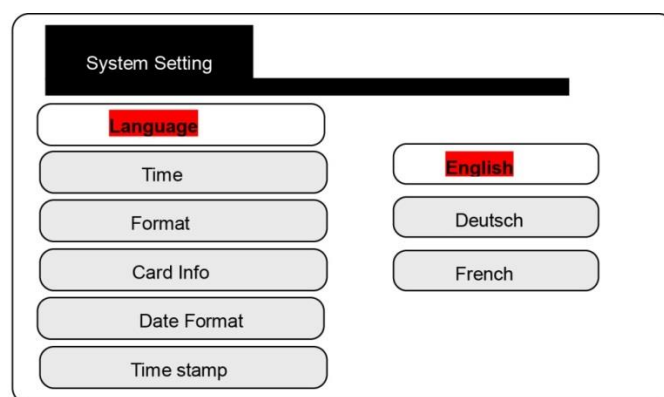 System Setting
Language
Time
Format
Card Info
Date Format
Time stamp
English
Deutsch
French